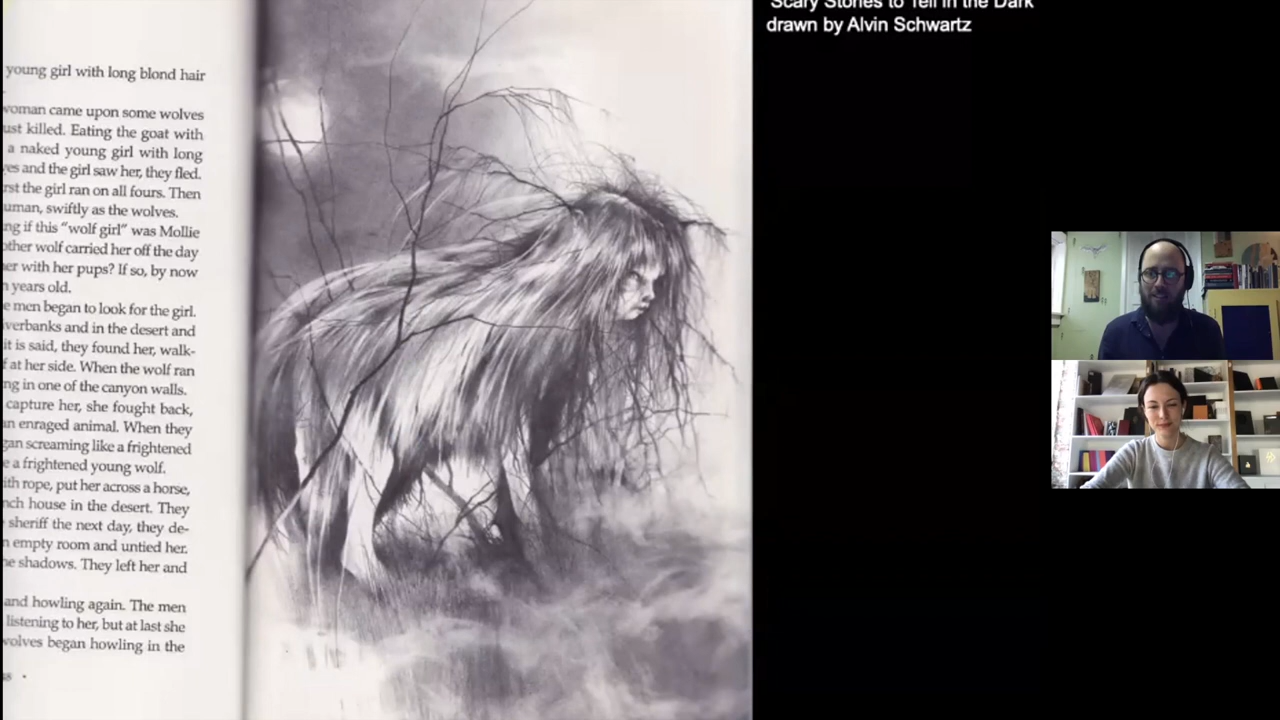 young girl with long blond hair
woman came upon some wolves
ust killed. Eating the goat with
a naked young girl with long
yes and the girl saw her, they fled.
rst the girl ran on all fours. Then
uman, swiftly as the wolves.
ng if this “wolf girl” was Mollie
other wolf carried her off the day
er with her pups? If so, by now
n years old.
e men began to look for the girl.
verbanks and in the desert and
it is said, they found her, walk-
f at her side. When the wolf ran
ng in one of the canyon walls.
capture her, she fought back,
an enraged animal. When they
gan screaming like a frightened
e a frightened young wolf.
ith rope, put her across a horse,
nch house in the desert. They
sheriff the next day, they de-
n empty room and untied her.
he shadows. They left her and
and howling again. The men
listening to her, but at last she
wolves began howling in the
Scary Stories to Tell in the Dark
drawn by Alvin Schwartz